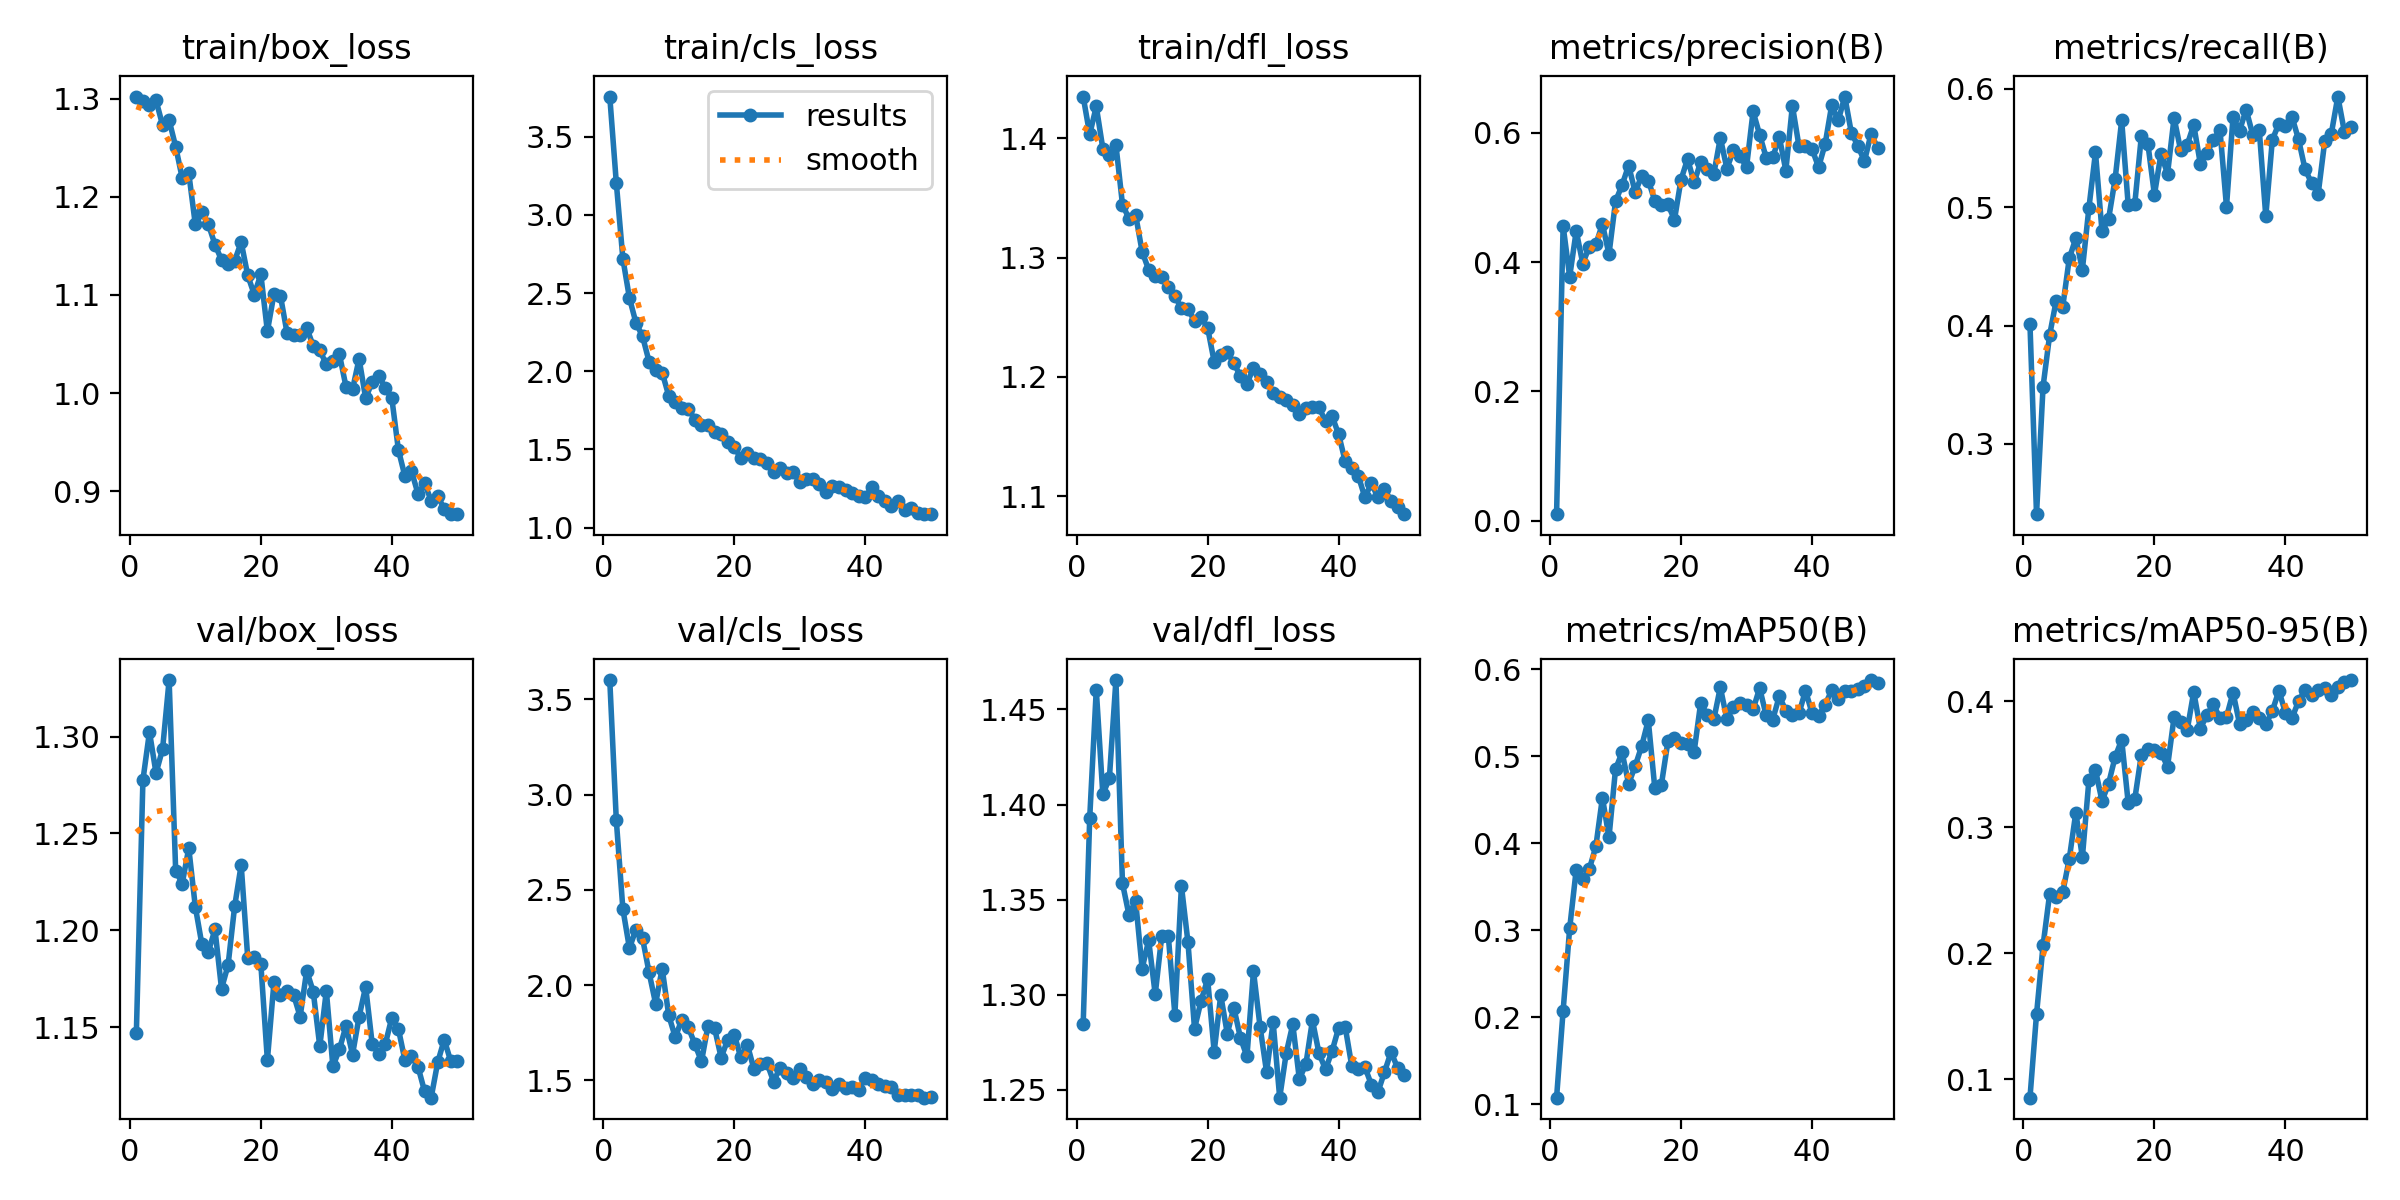 train/box_loss
1.3
1.2
1.1
1.0
0.9
0 20 40
train/cls_loss
results
smooth
3.5
3.0
2.5
2.0
1.5
1.0
0 20 40
train/dfl_loss
1.4
1.3
1.2
1.1
0 20 40
metrics/precision(B)
0.6
0.4
0.2
0.0
0 20 40
metrics/recall(B)
0.6
0.5
0.4
0.3
0 20 40
val/box_loss
1.30
1.25
1.20
1.15
0 20 40
val/cls_loss
3.5
3.0
2.5
2.0
1.5
0 20 40
val/dfl_loss
1.45
1.40
1.35
1.30
1.25
0 20 40
metrics/mAP50(B)
0.6
0.5
0.4
0.3
0.2
0.1
0 20 40
metrics/mAP50-95(B)
0.4
0.3
0.2
0.1
0 20 40